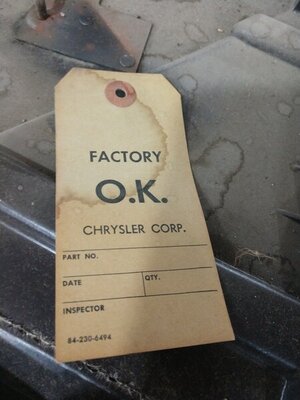 FACTORY
O.K.
CHRYSLER CORP.
PART NO.
DATE QTY.
INSPECTOR
84-230-6494